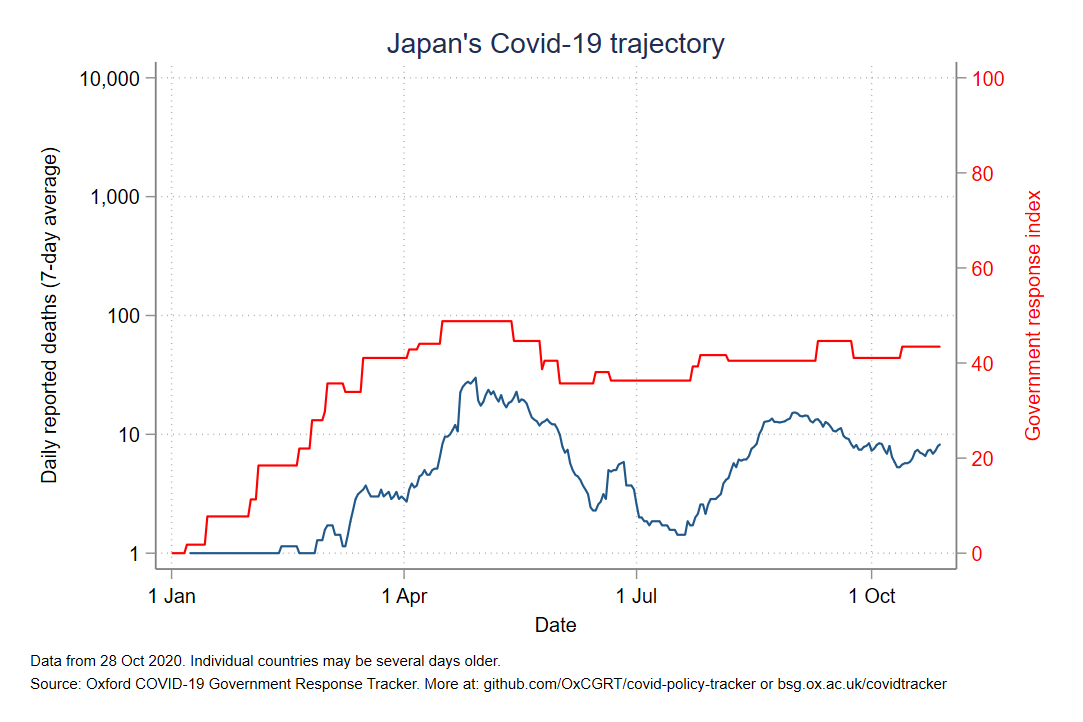 Japan's Covid-19 trajectory
10,000
1,000
100
10
1
Daily reported deaths (7-day average)
100
80
60
40
20
0
Government response index
1 Jan
1 Apr
1 Jul
1 Oct
Date
Data from 28 Oct 2020. Individual countries may be several days older.
Source: Oxford COVID-19 Government Response Tracker. More at: github.com/OxCGRT/covid-policy-tracker or bsg.ox.ac.uk/covidtracker